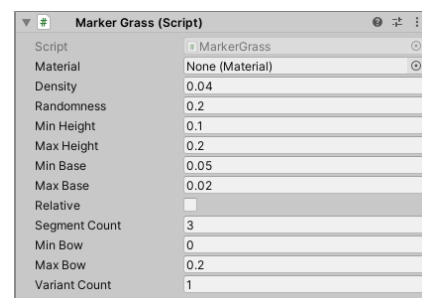 # Marker Grass (Script)
Script MarkerGrass
Material None (Material)
Density 0.04
Randomness 0.2
Min Height 0.1
Max Height 0.2
Min Base 0.05
Max Base 0.02
Relative
Segment Count 3
Min Bow 0
Max Bow 0.2
Variant Count 1